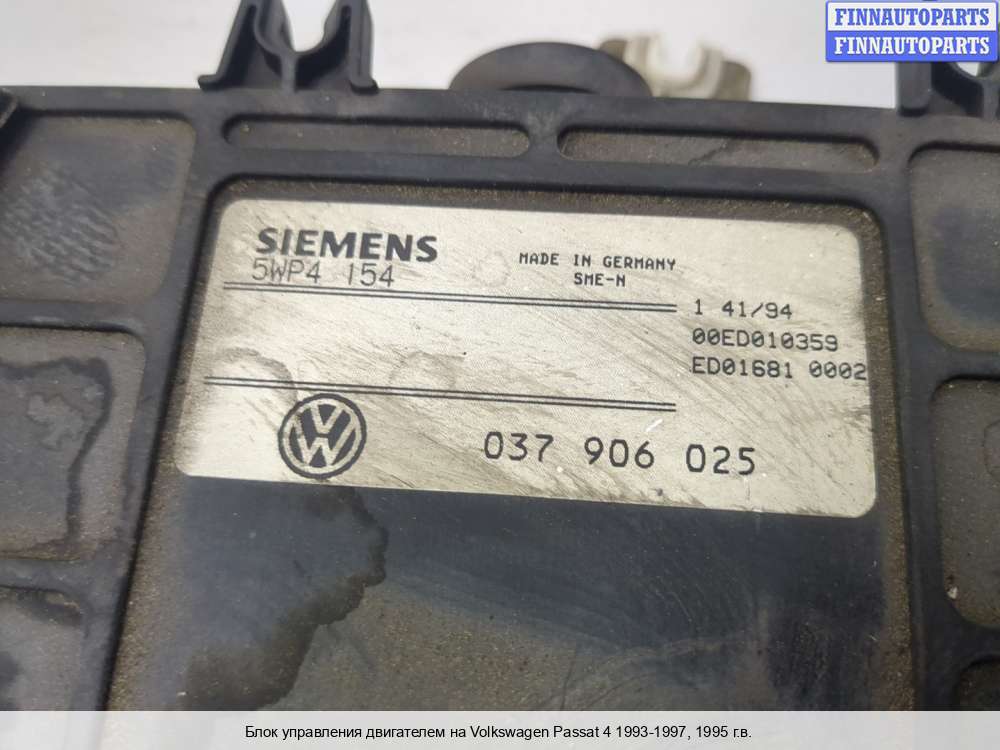 FINNAUTOPARTS
FINNAUTOPARTS
SIEMENS
5WP4 154
MADE IN GERMANY
SME-N
1 41/94
00ED010359
ED01681 0002
VW
037 906 025
Блок управления двигателем на Volkswagen Passat 4 1993-1997, 1995 г.в.